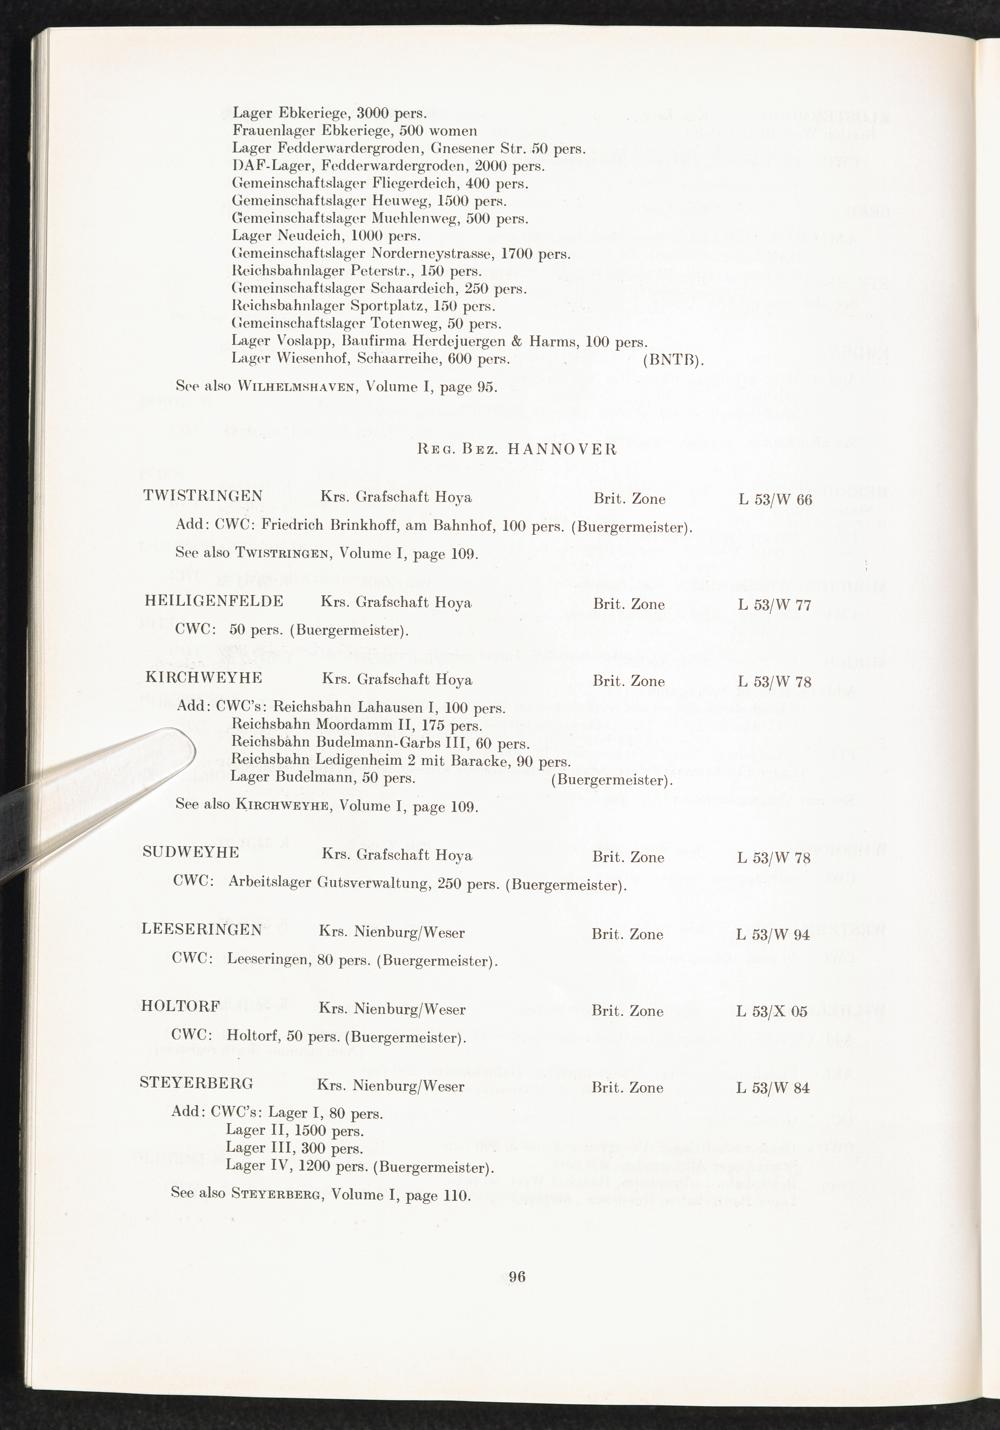 Lager Ebkeriege, 3000 pers.
Frauenlager Ebkeriege, 500 women
Lager Fedderwardergroden, Gnesener Str. 50 pers.
DAF-Lager, Fedderwardergroden, 2000 pers.
Gemeinschaftslager Fliegerdeich, 400 pers.
Gemeinschaftslager Heuweg, 1500 pers.
Gemeinschaftslager Muehlenweg, 500 pers.
Lager Neudeich, 1000 pers.
Gemeinschaftslager Norderneystrasse, 1700 pers.
Reichsbahnlager Peterstr., 150 pers.
Gemeinschaftslager Schaardeich, 250 pers.
Reichsbahnlager Sportplatz, 150 pers.
Gemeinschaftslager Totenweg, 50 pers.
Lager Voslapp, Baufirma Herdejuergen & Harms, 100 pers.
Lager Wiesenhof, Schaarreihe, 600 pers. (BNTB).
See also WILHELMSHAVEN, Volume I, page 95.
REG. BEZ. HANNOVER
TWISTRINGEN Krs. Grafschaft Hoya Brit. Zone L 53/W 66
Add: CWC: Friedrich Brinkhoff, am Bahnhof, 100 pers. (Buergermeister).
See also TWISTRINGEN, Volume I, page 109.
HEILIGENFELDE Krs. Grafschaft Hoya Brit. Zone L 53/W 77
CWC: 50 pers. (Buergermeister).
KIRCHWEYHE Krs. Grafschaft Hoya Brit. Zone L 53/W 78
Add: CWC's: Reichsbahn Lahausen I, 100 pers.
Reichsbahn Moordamm II, 175 pers.
Reichsbahn Budelmann-Garbs III, 60 pers.
Reichsbahn Ledigenheim 2 mit Baracke, 90 pers.
Lager Budelmann, 50 pers. (Buergermeister).
See also KIRCHWEYHE, Volume I, page 109.
SUDWEYHE Krs. Grafschaft Hoya Brit. Zone L 53/W 78
CWC: Arbeitslager Gutsverwaltung, 250 pers. (Buergermeister).
LEESERINGEN Krs. Nienburg/Weser Brit. Zone L 53/W 94
CWC: Leeseringen, 80 pers. (Buergermeister).
HOLTORF Krs. Nienburg/Weser Brit. Zone L 53/X 05
CWC: Holtorf, 50 pers. (Buergermeister).
STEYERBERG Krs. Nienburg/Weser Brit. Zone L 53/W 84
Add: CWC's: Lager I, 80 pers.
Lager II, 1500 pers.
Lager III, 300 pers.
Lager IV, 1200 pers. (Buergermeister).
See also STEYERBERG, Volume I, page 110.
96